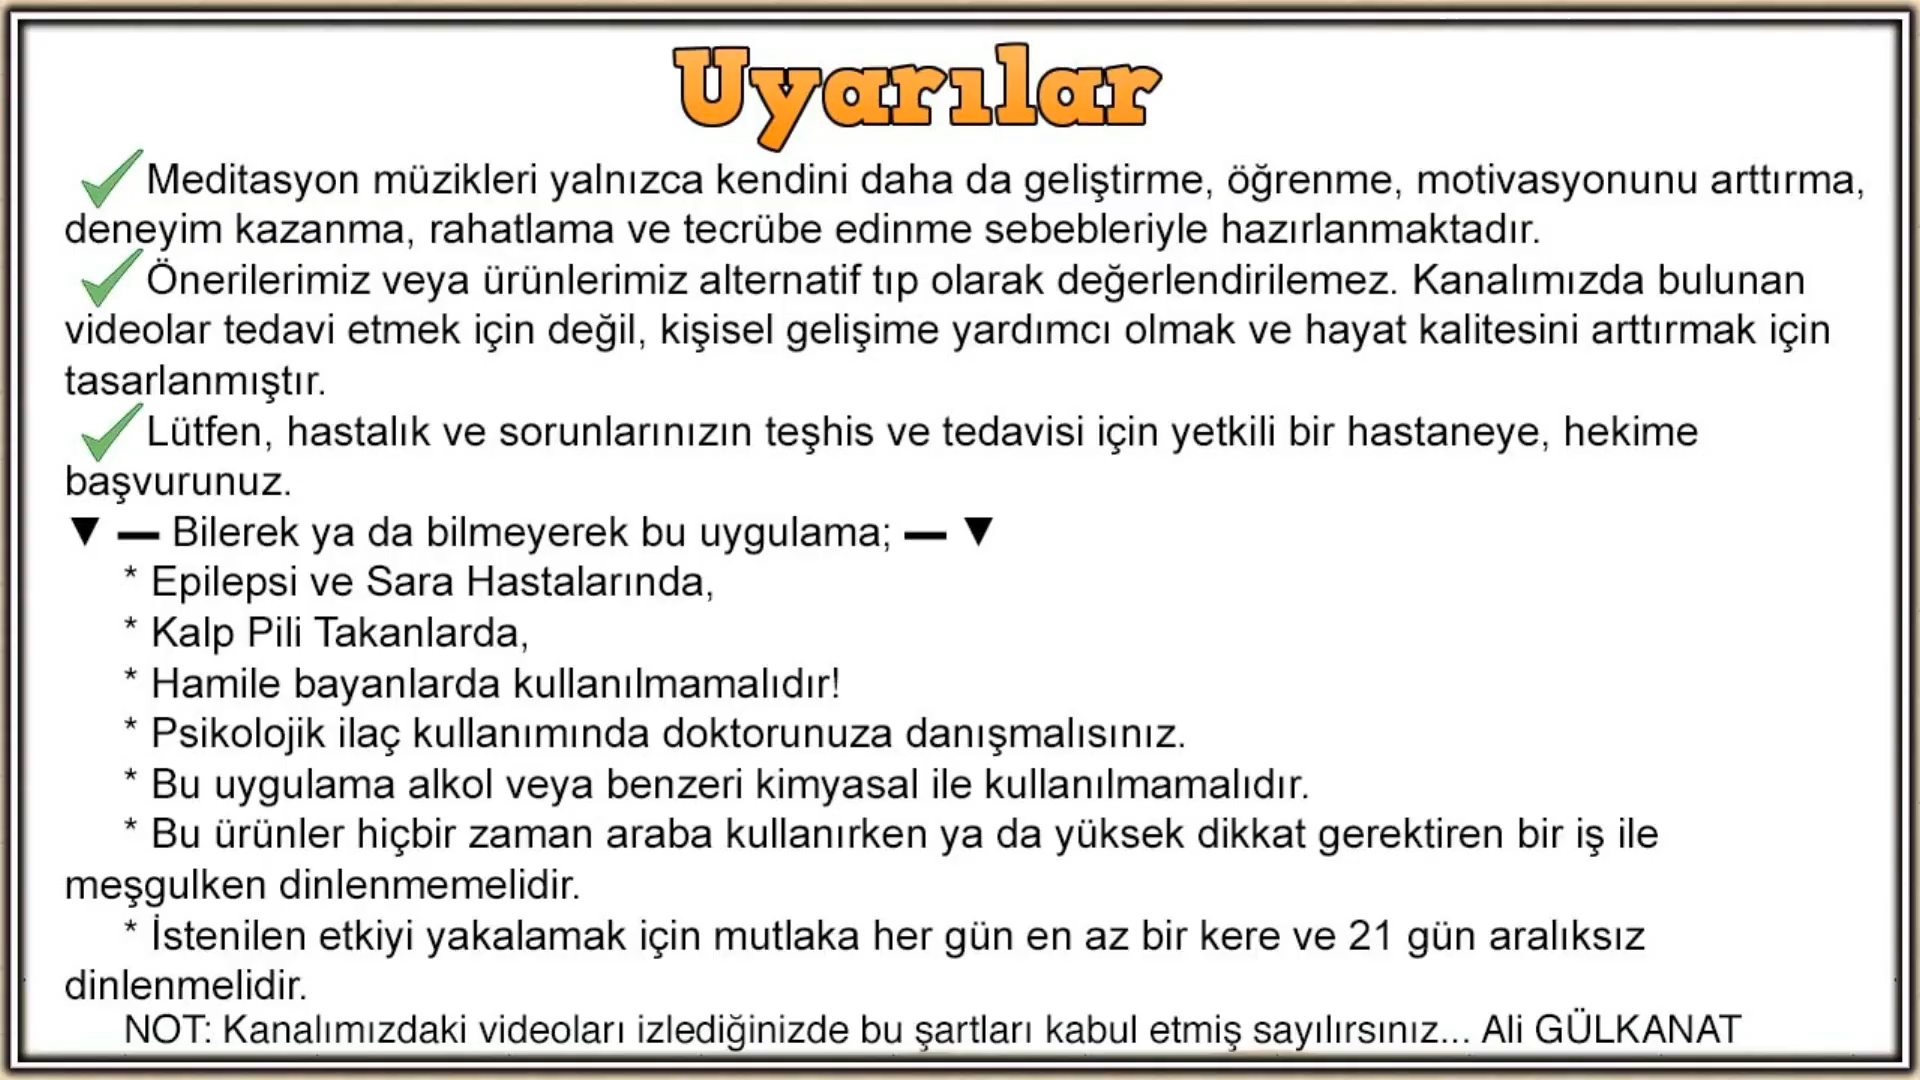 Uyarılar
✓ Meditasyon müzikleri yalnızca kendini daha da geliştirme, öğrenme, motivasyonunu arttırma,
deneyim kazanma, rahatlama ve tecrübe edinme sebebleriyle hazırlanmaktadır.
✓ Önerilerimiz veya ürünlerimiz alternatif tıp olarak değerlendirilemez. Kanalımızda bulunan
videolar tedavi etmek için değil, kişisel gelişime yardımcı olmak ve hayat kalitesini arttırmak için
tasarlanmıştır.
✓ Lütfen, hastalık ve sorunlarınızın teşhis ve tedavisi için yetkili bir hastaneye, hekime
başvurunuz.
▼ — Bilerek ya da bilmeyerek bu uygulama; — ▼
* Epilepsi ve Sara Hastalarında,
* Kalp Pili Takanlarda,
* Hamile bayanlarda kullanılmamalıdır!
* Psikolojik ilaç kullanımında doktorunuza danışmalısınız.
* Bu uygulama alkol veya benzeri kimyasal ile kullanılmamalıdır.
* Bu ürünler hiçbir zaman araba kullanırken ya da yüksek dikkat gerektiren bir iş ile
meşgulken dinlenmemelidir.
* İstenilen etkiyi yakalamak için mutlaka her gün en az bir kere ve 21 gün aralıksız
dinlenmelidir.
NOT: Kanalımızdaki videoları izlediğinizde bu şartları kabul etmiş sayılırsınız... Ali GÜLKANAT